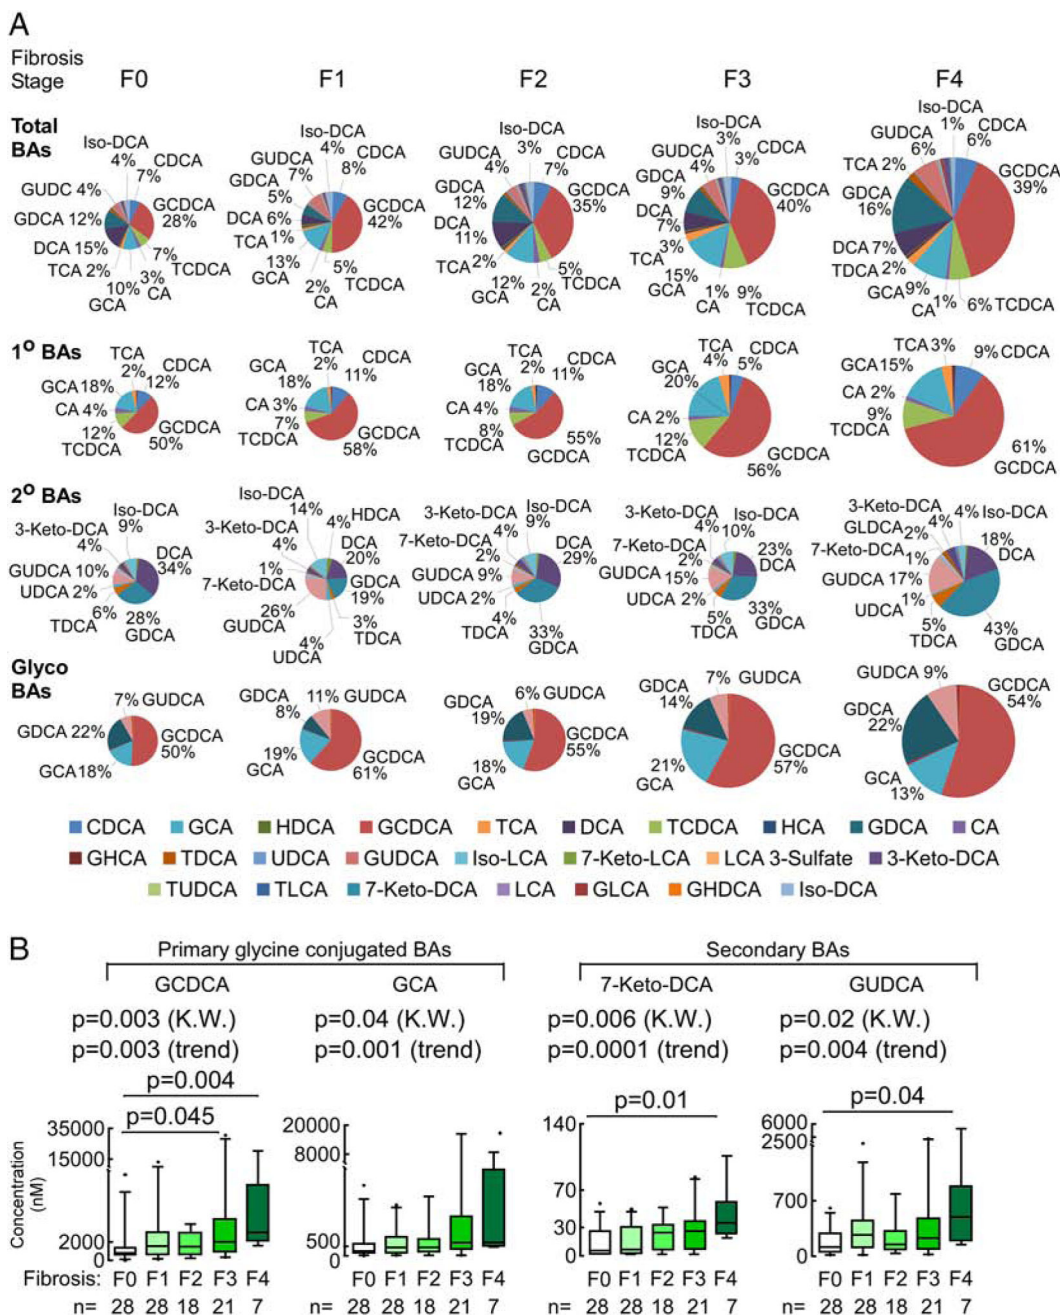 A
Fibrosis
Stage
F0
F1
F2
F3
F4
Total
BAs
Iso-DCA
4%
CDCA
7%
GUDC 4%
GCDCA
28%
GDCA 12%
DCA 15%
7%
TCDCA
TCA 2%
3%
CA
10%
GCA
Iso-DCA
4%
CDCA
8%
GUDCA
7%
GDCA
5%
GCDCA
42%
DCA 6%
TCA
1%
13%
GCA
5%
TCDCA
2%
CA
Iso-DCA
3%
CDCA
7%
GUDCA
4%
GDCA
12%
GCDCA
35%
DCA
11%
TCA
2%
5%
TCDCA
12%
GCA
2%
CA
Iso-DCA
3%
CDCA
3%
GUDCA
4%
GDCA
9%
GCDCA
40%
DCA
7%
3%
TCA
15%
GCA
1%
CA
9%
TCDCA
Iso-DCA
1%
CDCA
6%
GUDCA
6%
TCA 2%
GCDCA
39%
GDCA
16%
DCA 7%
TDCA
2%
GCA
9%
CA
1%
6% TCDCA
1º BAs
TCA
2%
CDCA
12%
GCA 18%
CA 4%
12%
TCDCA
GCDCA
50%
TCA
2%
CDCA
11%
GCA
18%
CA 3%
7%
TCDCA
GCDCA
58%
TCA
2%
CDCA
11%
GCA
18%
CA 4%
8%
TCDCA
55%
GCDCA
TCA
4%
CDCA
5%
GCA
20%
CA 2%
12%
TCDCA
GCDCA
56%
TCA 3%
9% CDCA
GCA 15%
CA 2%
9%
TCDCA
61%
GCDCA
2º BAs
Iso-DCA
9%
3-Keto-DCA
4%
DCA
34%
GUDCA 10%
UDCA 2%
6%
TDCA
28%
GDCA
Iso-DCA
14%
4%
HDCA
3-Keto-DCA
4%
DCA
20%
1%
7-Keto-DCA
GDCA
19%
26%
GUDCA
3%
TDCA
4%
UDCA
3-Keto-DCA
4%
Iso-DCA
9%
7-Keto-DCA
2%
DCA
29%
GUDCA 9%
UDCA 2%
4%
TDCA
33%
GDCA
3-Keto-DCA
4%
Iso-DCA
10%
7-Keto-DCA
2%
23%
DCA
GUDCA
15%
UDCA
2%
5%
TDCA
33%
GDCA
3-Keto-DCA
4%
4% Iso-DCA
GLDCA
2%
18%
DCA
7-Keto-DCA
1%
GUDCA 17%
UDCA
1%
5%
TDCA
43%
GDCA
Glyco
BAs
7% GUDCA
GDCA 22%
GCDCA
50%
GCA 18%
11% GUDCA
GDCA
8%
19%
GCA
GCDCA
61%
6% GUDCA
GDCA
19%
GCDCA
55%
18%
GCA
7% GUDCA
GDCA
14%
21%
GCA
GCDCA
57%
GUDCA 9%
GCDCA
54%
GDCA
22%
GCA
13%
CDCA GCA HDCA GCDCA TCA DCA TCDCA HCA GDCA CA
GHCA TDCA UDCA GUDCA Iso-LCA 7-Keto-LCA LCA 3-Sulfate 3-Keto-DCA
TUDCA TLCA 7-Keto-DCA LCA GLCA GHDCA Iso-DCA
B
Primary glycine conjugated BAs
Secondary BAs
GCDCA
GCA
7-Keto-DCA
GUDCA
p=0.003 (K.W.)
p=0.04 (K.W.)
p=0.006 (K.W.)
p=0.02 (K.W.)
p=0.003 (trend)
p=0.001 (trend)
p=0.0001 (trend)
p=0.004 (trend)
p=0.004
p=0.045
p=0.01
p=0.04
Concentration
(nM)
35000
15000
2000
0
20000
8000
500
0
140
70
30
0
6000
2500
700
0
Fibrosis: F0 F1 F2 F3 F4 F0 F1 F2 F3 F4 F0 F1 F2 F3 F4 F0 F1 F2 F3 F4
n= 28 28 18 21 7 28 28 18 21 7 28 28 18 21 7 28 28 18 21 7